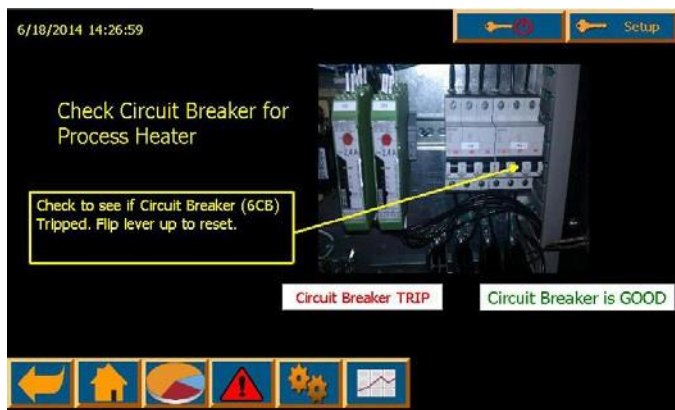 6/18/2014 14:26:59
Setup
Check Circuit Breaker for
Process Heater
Check to see if Circuit Breaker (6CB)
Tripped. Flip lever up to reset.
Circuit Breaker TRIP
Circuit Breaker is GOOD